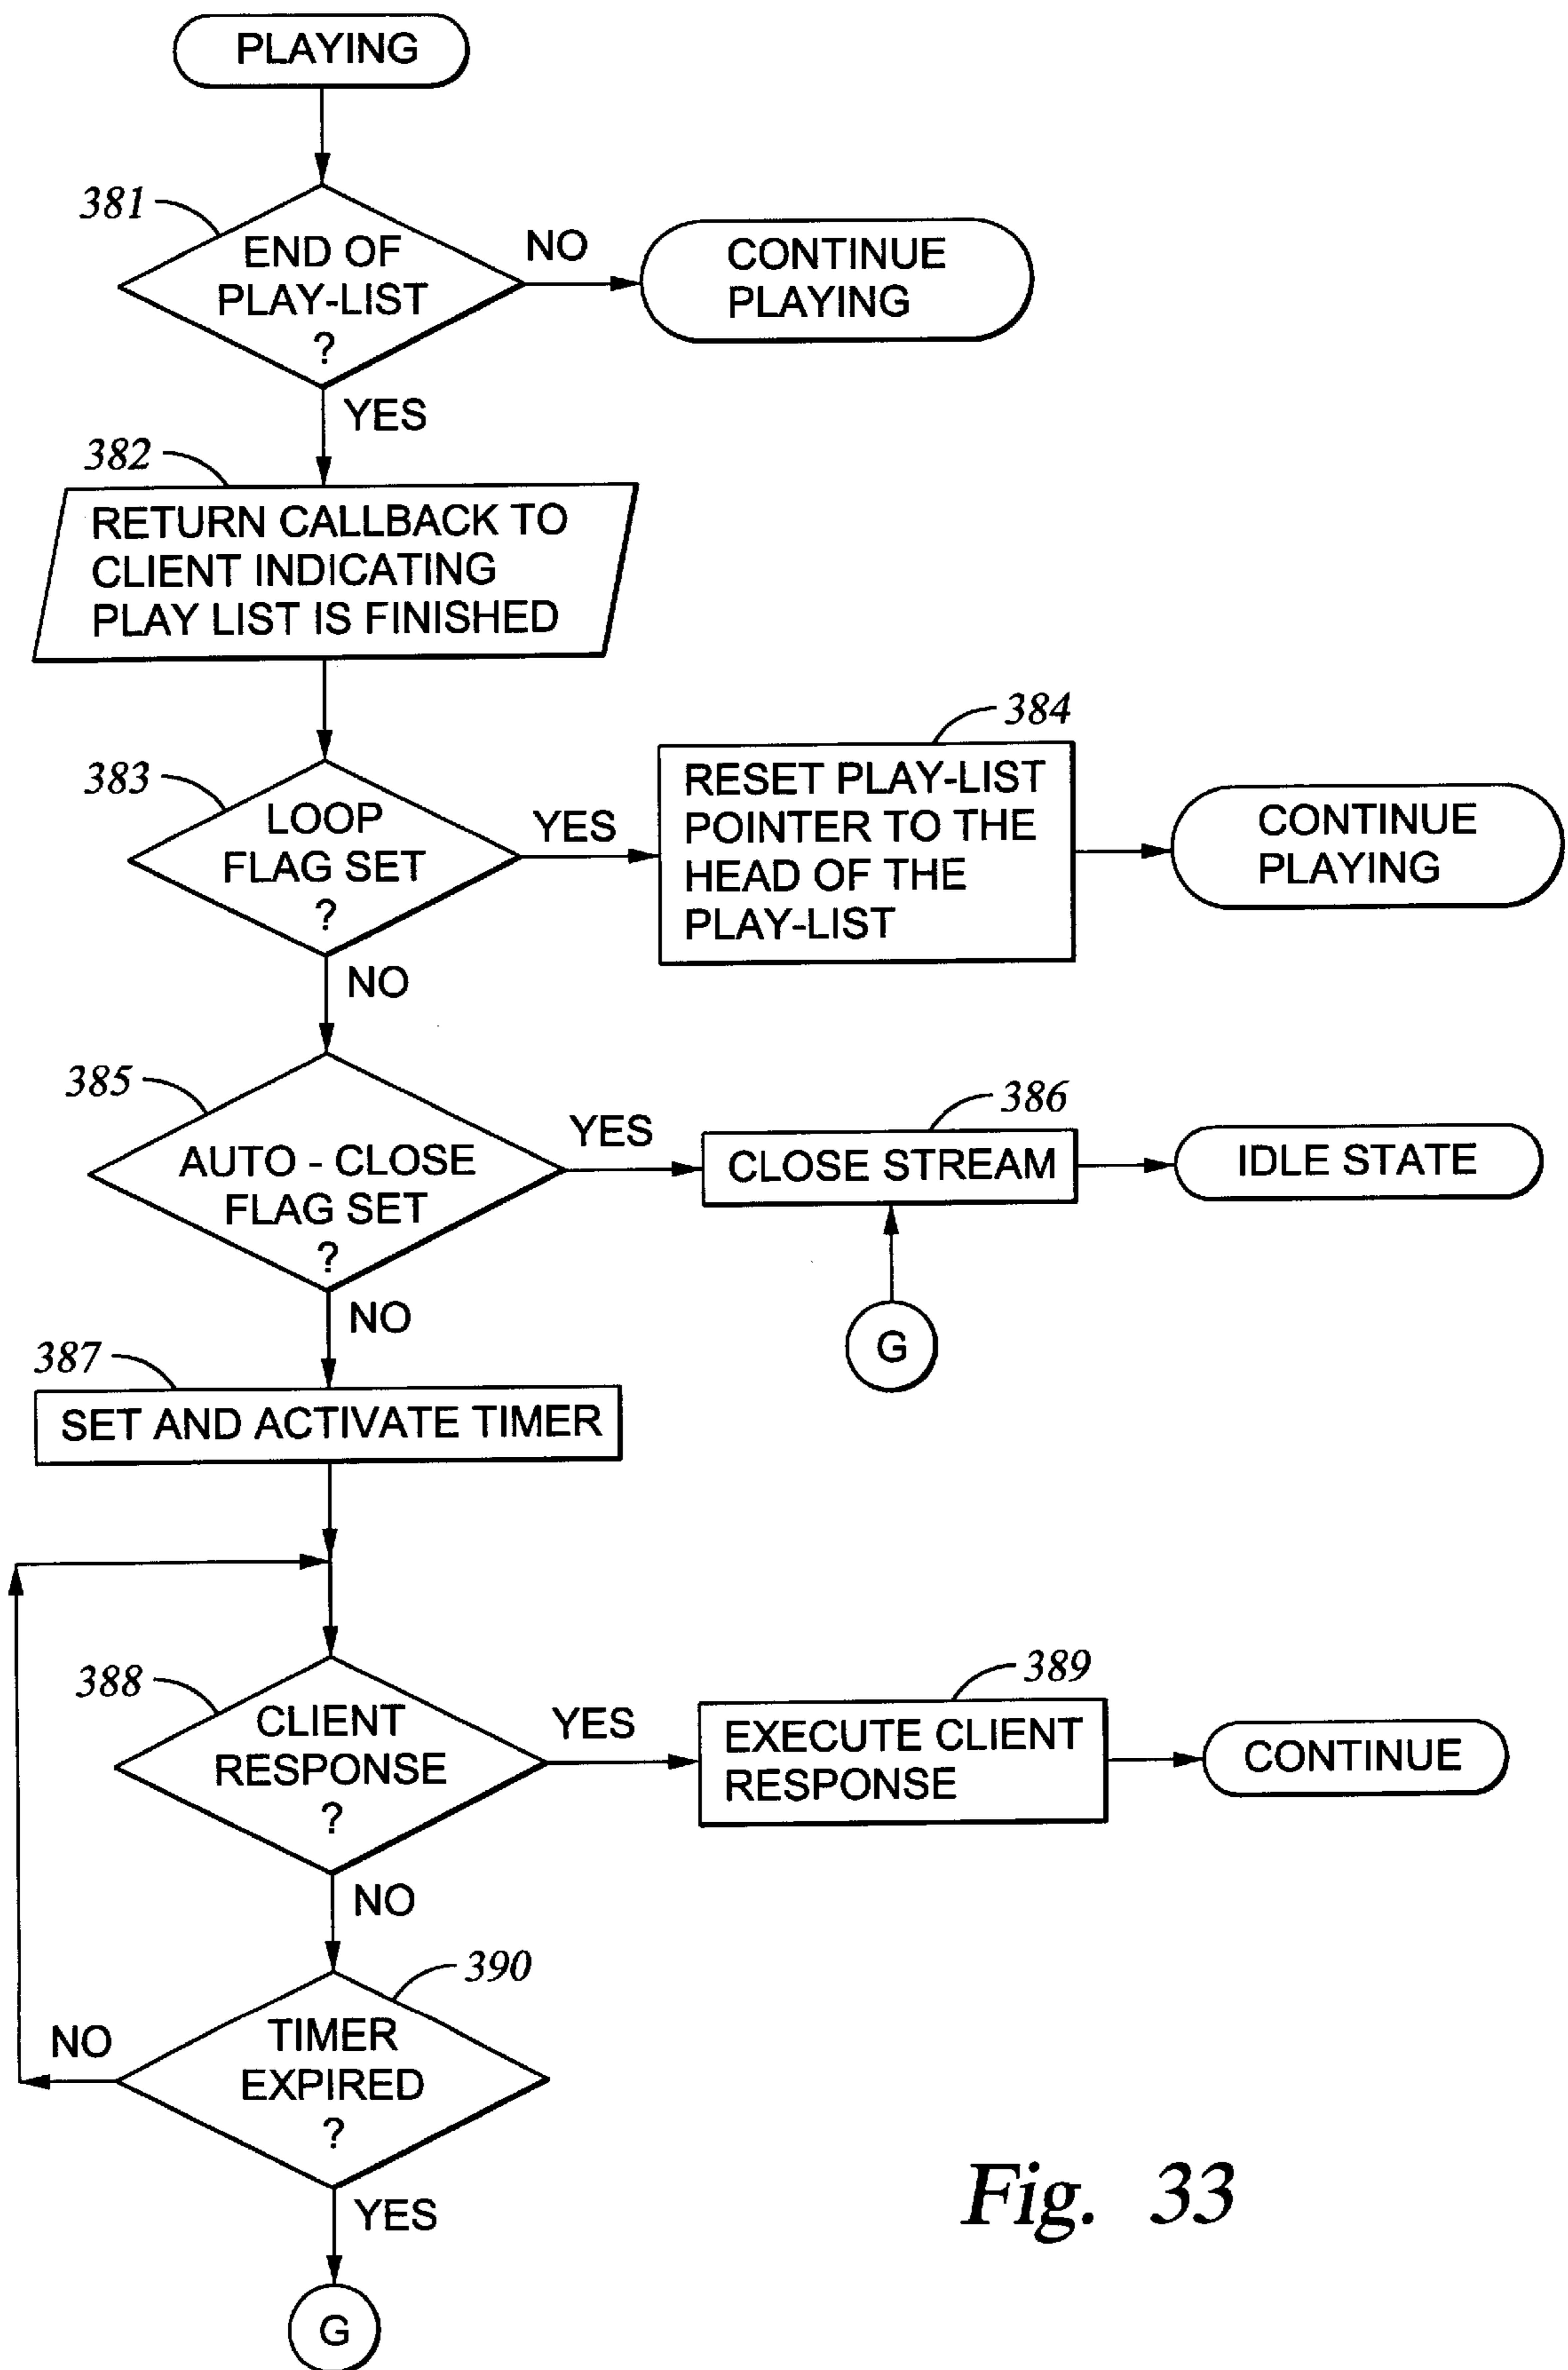 PLAYING
381
END OF
PLAY-LIST
?
NO
CONTINUE
PLAYING
YES
382
RETURN CALLBACK TO
CLIENT INDICATING
PLAY LIST IS FINISHED
383
LOOP
FLAG SET
?
YES
384
RESET PLAY-LIST
POINTER TO THE
HEAD OF THE
PLAY-LIST
CONTINUE
PLAYING
NO
385
AUTO - CLOSE
FLAG SET
?
YES
386
CLOSE STREAM
IDLE STATE
G
NO
387
SET AND ACTIVATE TIMER
388
CLIENT
RESPONSE
?
YES
389
EXECUTE CLIENT
RESPONSE
CONTINUE
NO
390
TIMER
EXPIRED
?
NO
YES
G
Fig. 33